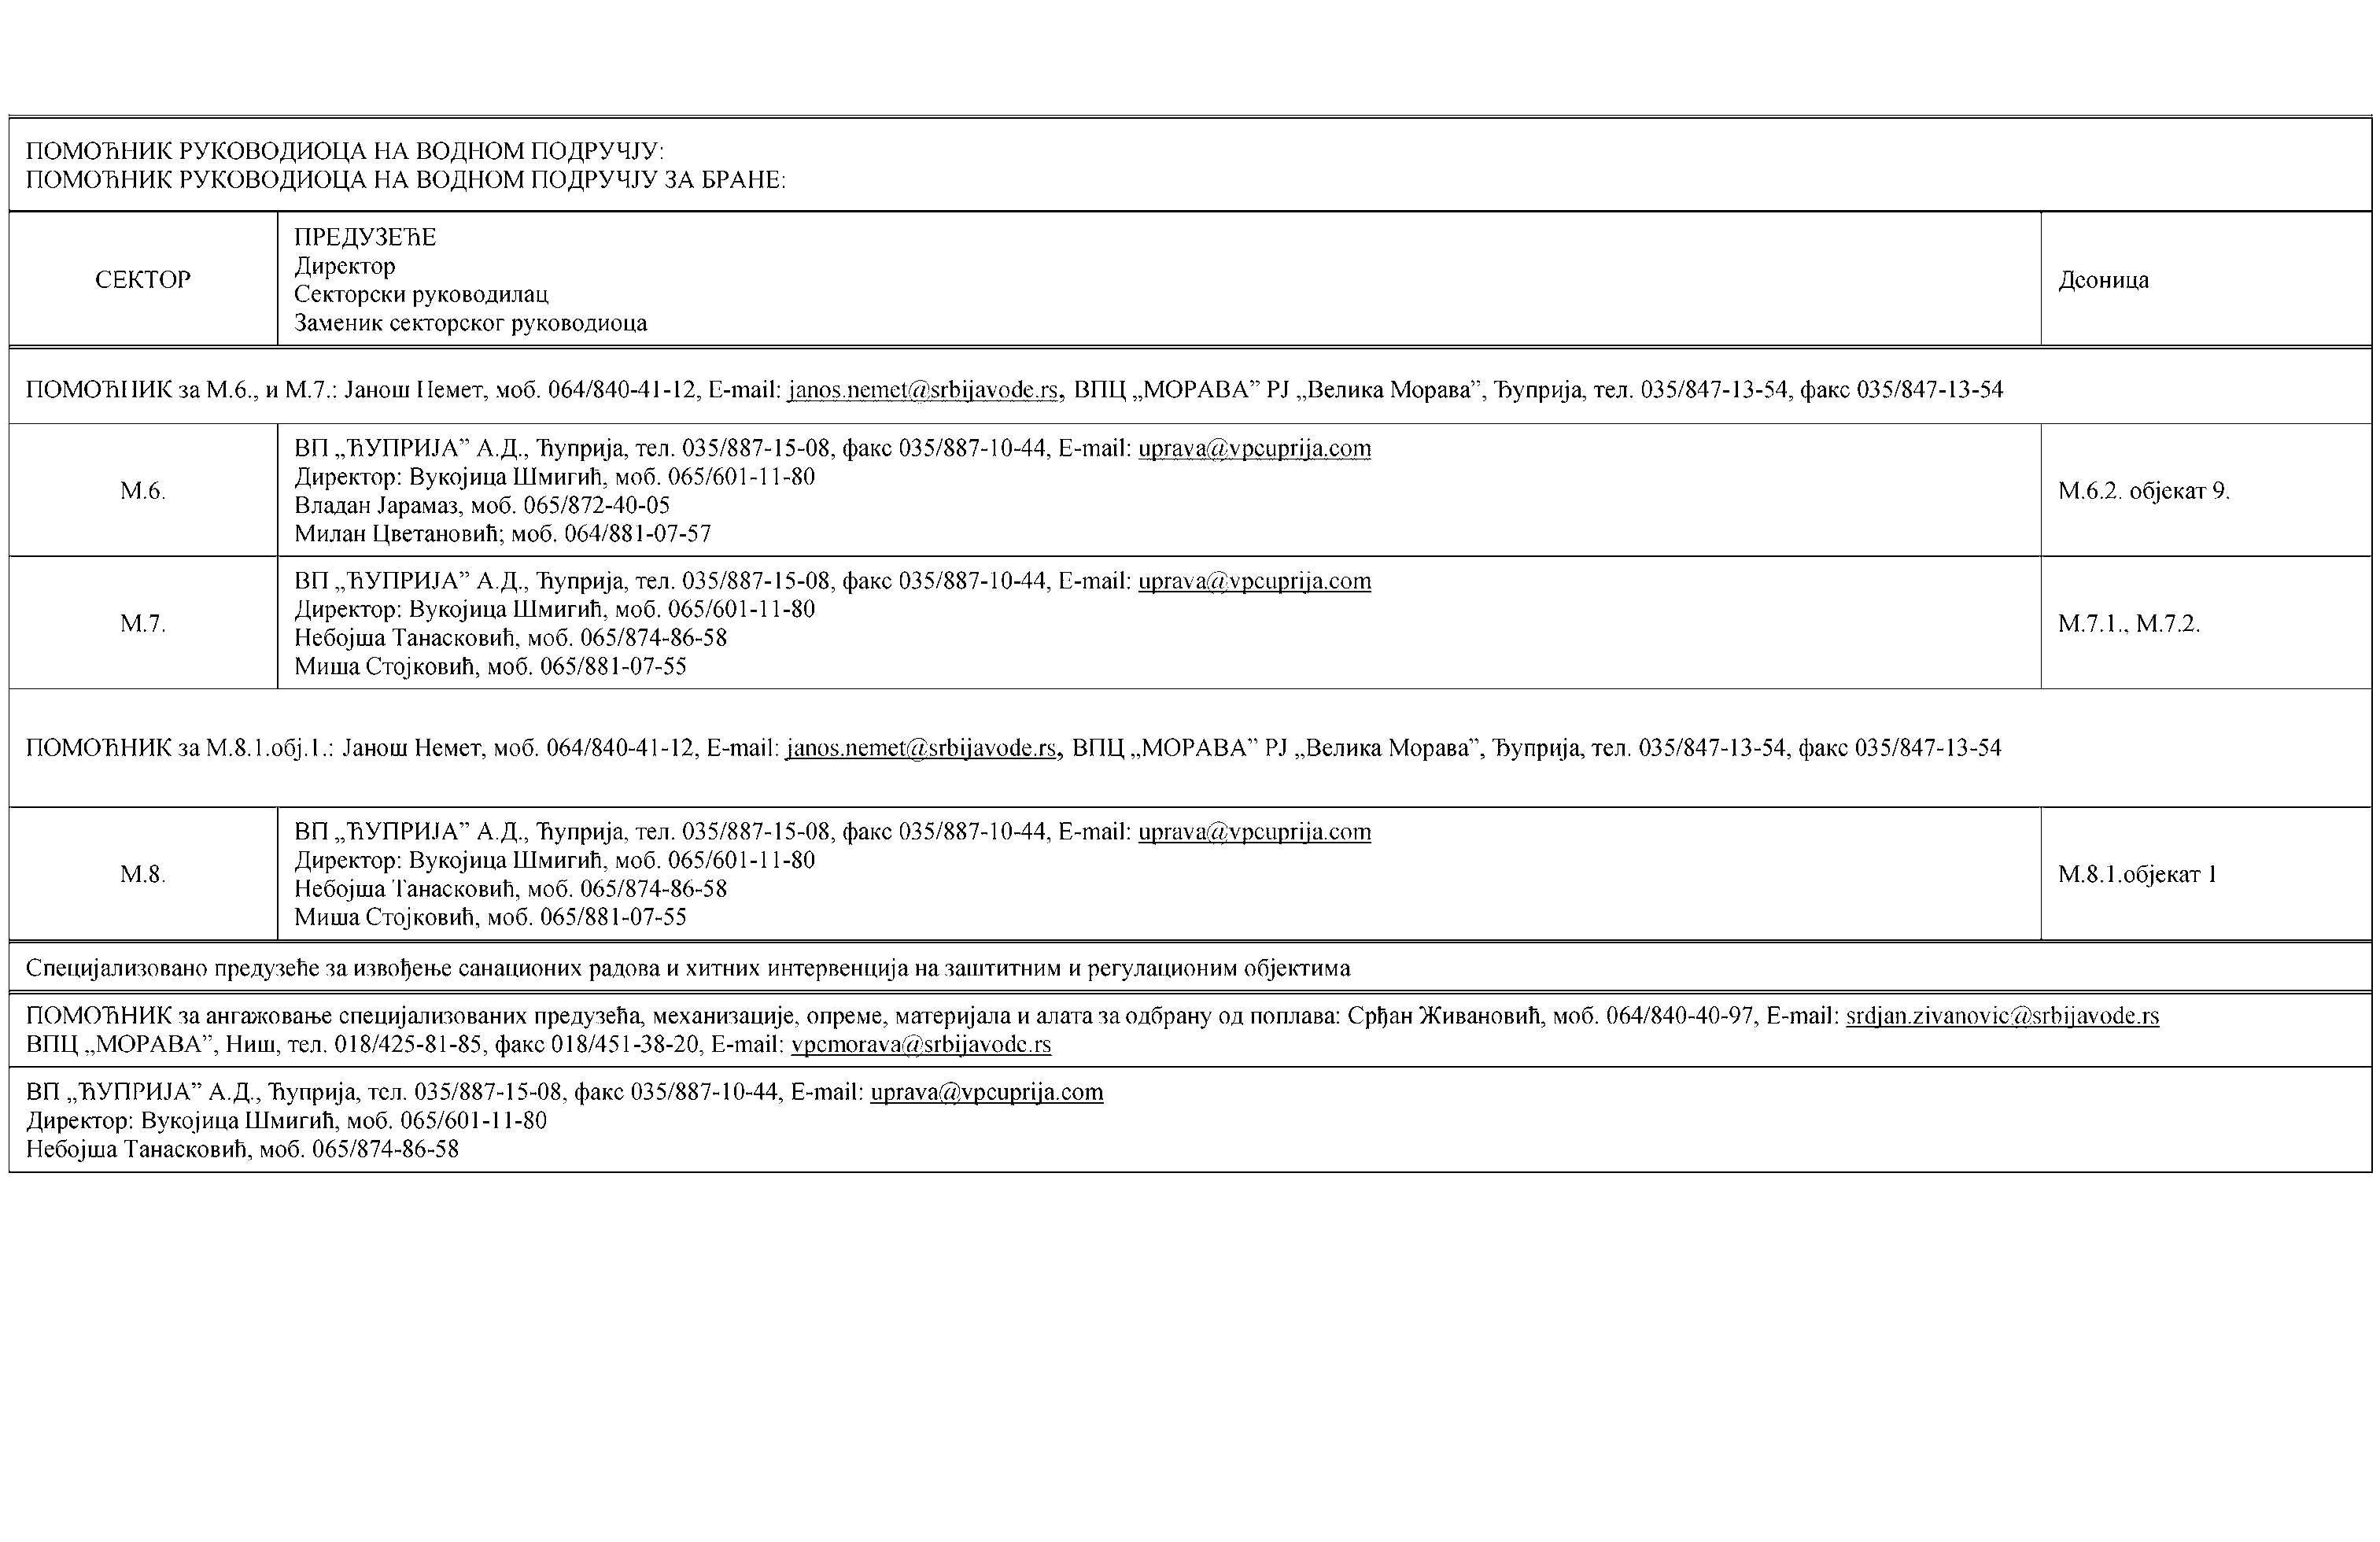 ПОМОЋНИК РУКОВОДИОЦА НА ВОДНОМ ПОДРУЧЈУ:
ПОМОЋНИК РУКОВОДИОЦА НА ВОДНОМ ПОДРУЧЈУ ЗА БРАНЕ:
СЕКТОР
ПРЕДУЗЕЋЕ
Директор
Секторски руководилац
Заменик секторског руководиоца
Деоница
ПОМОЋНИК за М.6., и М.7.: Јанош Немет, моб. 064/840-41-12, E-mail: janos.nemet@srbijavode.rs, ВПЦ „МОРАВА” РЈ „Велика Морава”, Ћуприја, тел. 035/847-13-54, факс 035/847-13-54
М.6.
ВП „ЋУПРИЈА” А.Д., Ћуприја, тел. 035/887-15-08, факс 035/887-10-44, E-mail: uprava@vpcuprija.com
Директор: Вукојица Шмигић, моб. 065/601-11-80
Владан Јарамаз, моб. 065/872-40-05
Милан Цветановић; моб. 064/881-07-57
М.6.2. објекат 9.
М.7.
ВП „ЋУПРИЈА” А.Д., Ћуприја, тел. 035/887-15-08, факс 035/887-10-44, E-mail: uprava@vpcuprija.com
Директор: Вукојица Шмигић, моб. 065/601-11-80
Небојша Танасковић, моб. 065/874-86-58
Миша Стојковић, моб. 065/881-07-55
М.7.1., М.7.2.
ПОМОЋНИК за М.8.1.обј.1.: Јанош Немет, моб. 064/840-41-12, E-mail: janos.nemet@srbijavode.rs, ВПЦ „МОРАВА” РЈ „Велика Морава”, Ћуприја, тел. 035/847-13-54, факс 035/847-13-54
М.8.
ВП „ЋУПРИЈА” А.Д., Ћуприја, тел. 035/887-15-08, факс 035/887-10-44, E-mail: uprava@vpcuprija.com
Директор: Вукојица Шмигић, моб. 065/601-11-80
Небојша Танасковић, моб. 065/874-86-58
Миша Стојковић, моб. 065/881-07-55
М.8.1.објекат 1
Специјализовано предузеће за извођење санационих радова и хитних интервенција на заштитним и регулационим објектима
ПОМОЋНИК за ангажовање специјализованих предузећа, механизације, опреме, материјала и алата за одбрану од поплава: Срђан Живановић, моб. 064/840-40-97, E-mail: srdjan.zivanovic@srbijavode.rs
ВПЦ „МОРАВА”, Ниш, тел. 018/425-81-85, факс 018/451-38-20, E-mail: vpcmorava@srbijavode.rs
ВП „ЋУПРИЈА” А.Д., Ћуприја, тел. 035/887-15-08, факс 035/887-10-44, E-mail: uprava@vpcuprija.com
Директор: Вукојица Шмигић, моб. 065/601-11-80
Небојша Танасковић, моб. 065/874-86-58